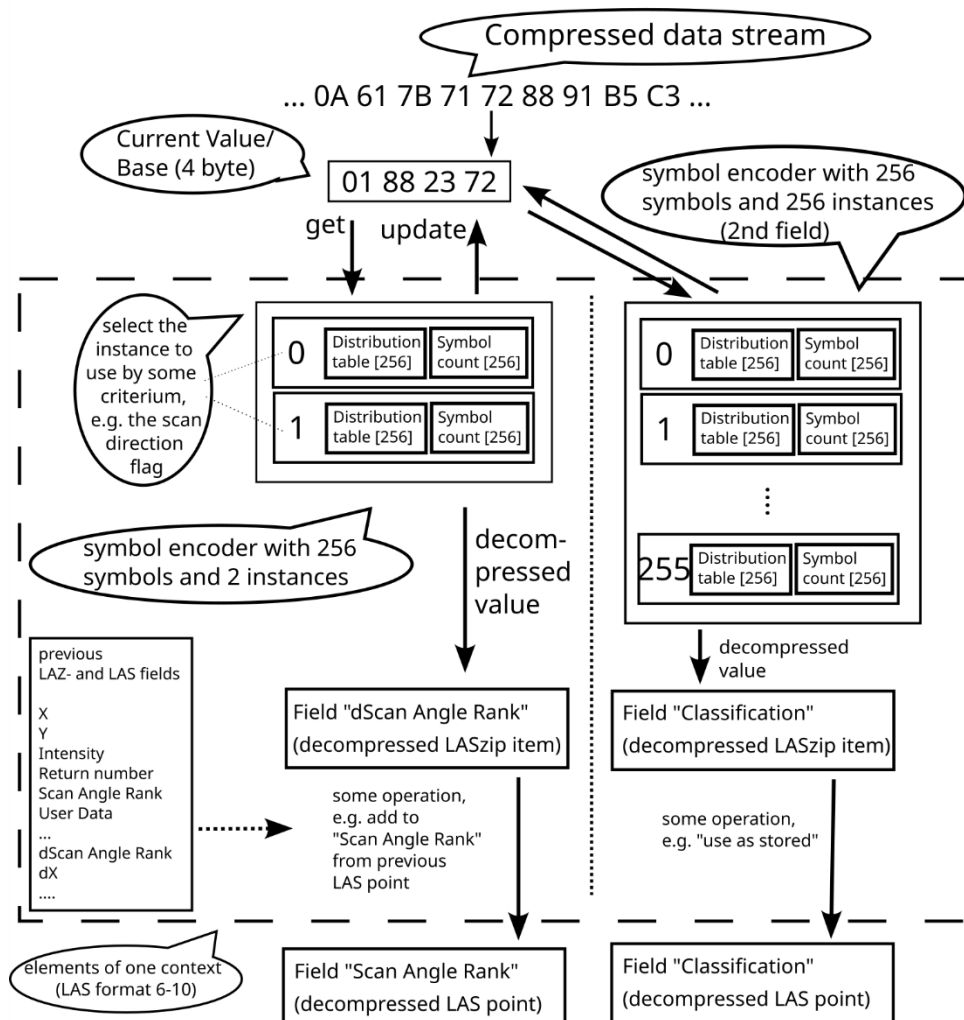 Compressed data stream
... 0A 61 7B 71 72 88 91 B5 C3 ...
Current Value/
Base (4 byte)
01 88 23 72
symbol encoder with 256
symbols and 256 instances
(2nd field)
get
update
select the
instance to
use by some
criterium,
e.g. the scan
direction
flag
0
Distribution
table [256]
Symbol
count [256]
1
Distribution
table [256]
Symbol
count [256]
0
Distribution
table [256]
Symbol
count [256]
1
Distribution
table [256]
Symbol
count [256]
255
Distribution
table [256]
Symbol
count [256]
symbol encoder with 256
symbols and 2 instances
decom-
pressed
value
decompressed
value
previous
LAZ- and LAS fields
X
Y
Intensity
Return number
Scan Angle Rank
User Data
...
dScan Angle Rank
dX
....
Field "dScan Angle Rank"
(decompressed LASzip item)
Field "Classification"
(decompressed LASzip item)
some operation,
e.g. add to
"Scan Angle Rank"
from previous
LAS point
some operation,
e.g. "use as stored"
elements of one context
(LAS format 6-10)
Field "Scan Angle Rank"
(decompressed LAS point)
Field "Classification"
(decompressed LAS point)